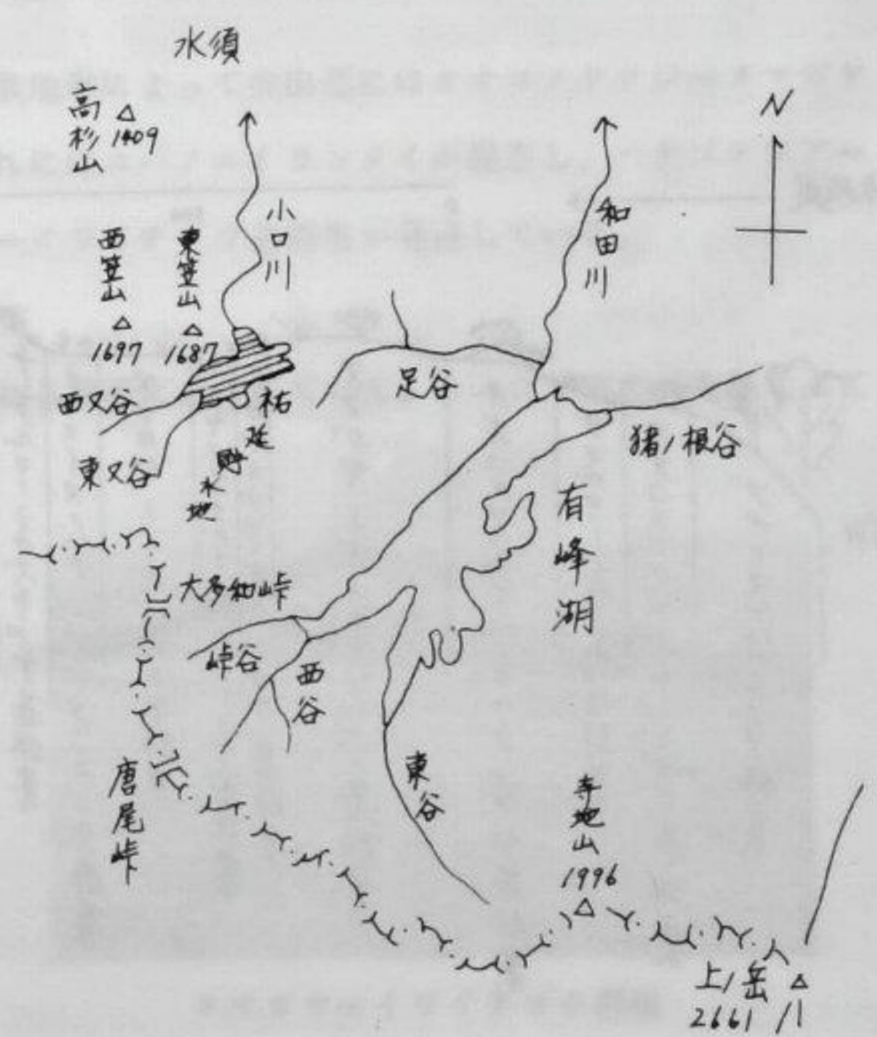 水須
高杉山
1409
N
小口川
和田川
西笠山
1697
東笠山
1687
足谷
西又谷
祐延貯水地
猪ノ根谷
東又谷
有峰湖
大多和峠
峠谷
西谷
唐尾峠
東谷
寺地山
1996
上ノ岳
2661